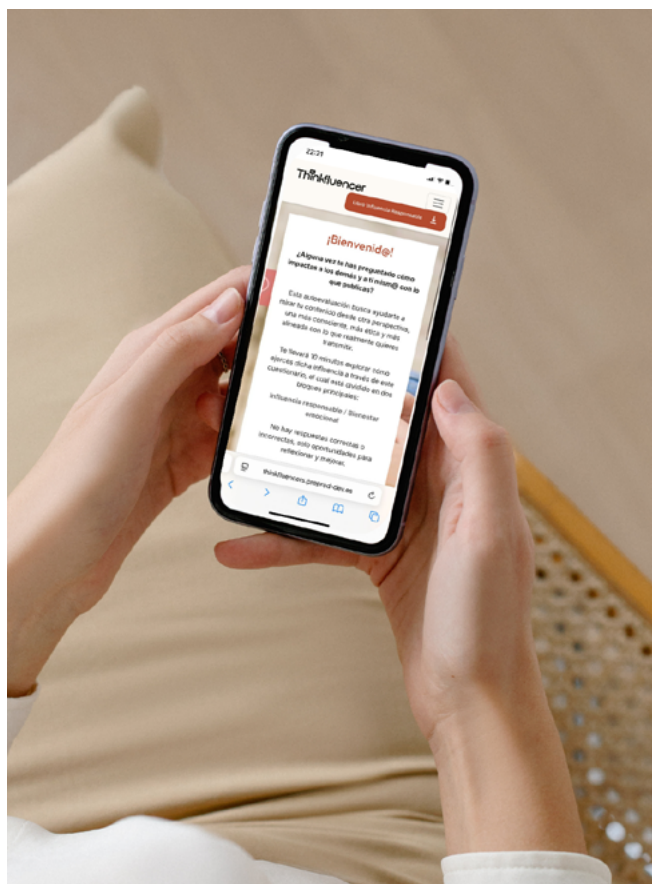 22:31
Thinkfluencer
Influencia Responsable
¡Bienvenid@!
¿Alguna vez te has preguntado cómo
impactas a los demás y a ti mism@ con lo
que publicas?
Esta autoevaluación busca ayudarte a
mirar tu contenido desde otra perspectiva,
una más consciente, más ética y más
alineada con lo que realmente quieres
transmitir.
Te llevará 10 minutos explorar cómo
ejerces dicha influencia a través de este
cuestionario, el cual está dividido en dos
bloques principales:
Influencia responsable / Bienestar
emocional
No hay respuestas correctas o
incorrectas, solo oportunidades para
reflexionar y mejorar.
thinkfluencers.preprod-dev.es